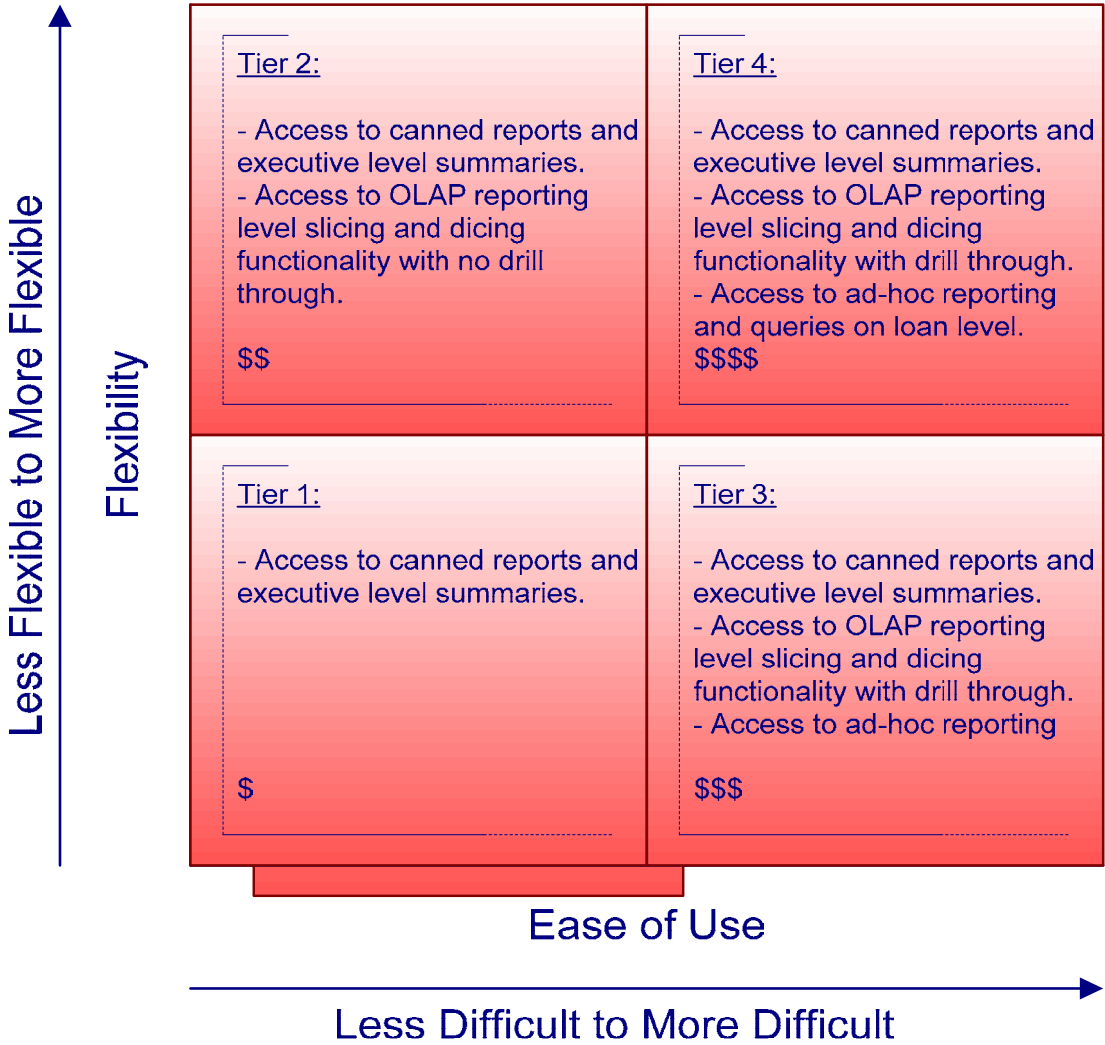 Less Flexible to More Flexible
Flexibility
Tier 2:
- Access to canned reports and
executive level summaries.
- Access to OLAP reporting
level slicing and dicing
functionality with no drill
through.
$$
Tier 4:
- Access to canned reports and
executive level summaries.
- Access to OLAP reporting
level slicing and dicing
functionality with drill through.
- Access to ad-hoc reporting
and queries on loan level.
$$$$
Tier 1:
- Access to canned reports and
executive level summaries.
$
Tier 3:
- Access to canned reports and
executive level summaries.
- Access to OLAP reporting
level slicing and dicing
functionality with drill through.
- Access to ad-hoc reporting
$$$
Ease of Use
Less Difficult to More Difficult